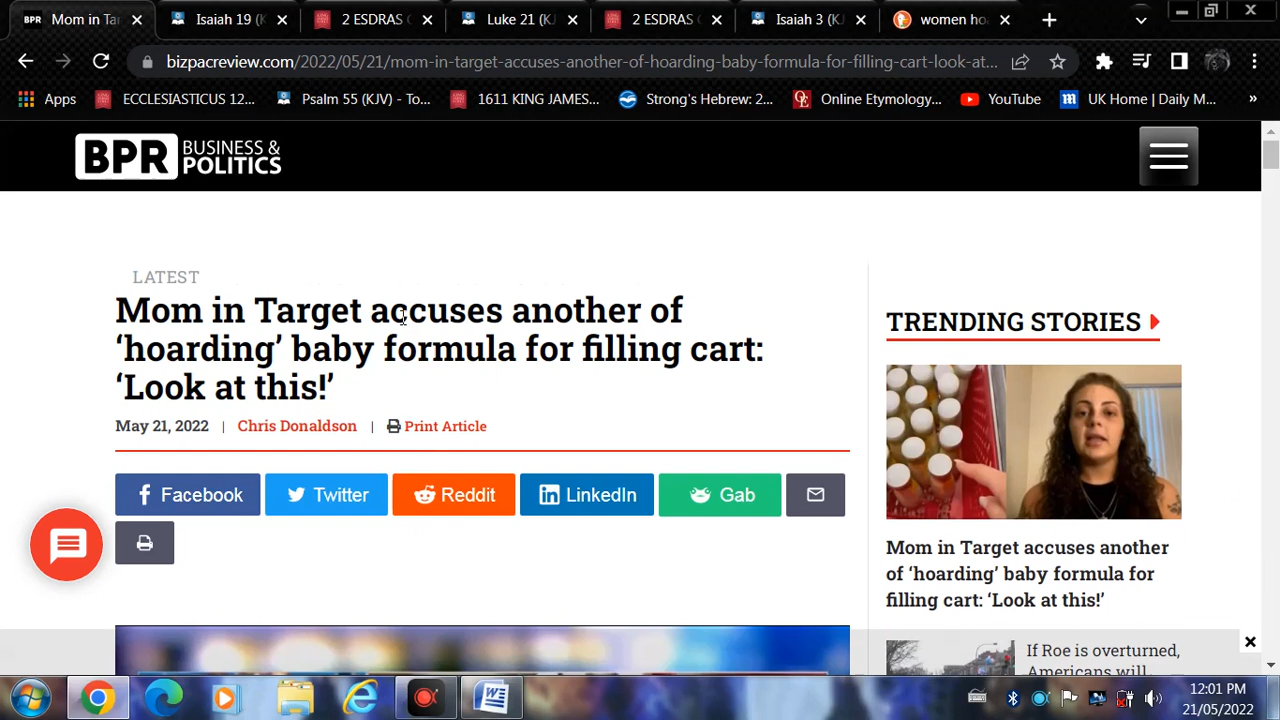 Mom in Ta
Isaiah 19 (K
2 ESDRAS
Luke 21 (KJ
2 ESDRAS
Isaiah 3 (KJV
women ho
bizpacreview.com/2022/05/21/mom-in-target-accuses-another-of-hoarding-baby-formula-for-filling-cart-look-at...
Apps
ECCLESIASTICUS 12...
Psalm 55 (KJV) - To...
1611 KING JAMES...
Strong's Hebrew: 2...
Online Etymology...
YouTube
UK Home | Daily M...
»
BPR BUSINESS &
POLITICS
LATEST
Mom in Target accuses another of
‘hoarding’ baby formula for filling cart:
‘Look at this!’
May 21, 2022 | Chris Donaldson | Print Article
Facebook
Twitter
Reddit
LinkedIn
Gab
TRENDING STORIES
Mom in Target accuses another
of ‘hoarding’ baby formula for
filling cart: ‘Look at this!’
If Roe is overturned,
Americans will
12:01 PM
21/05/2022